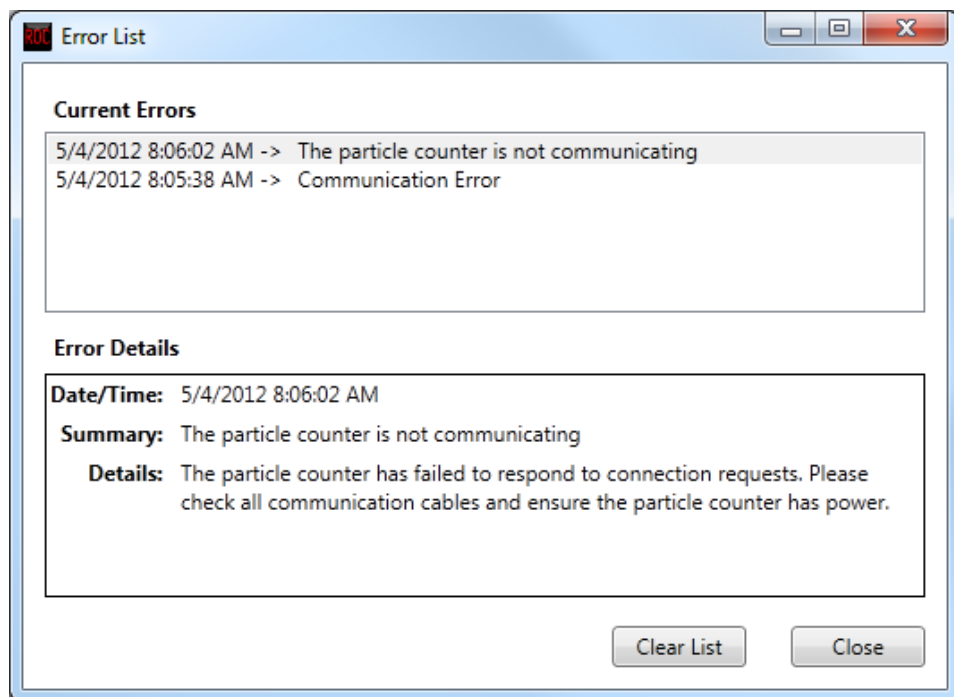 ROC Error List
Current Errors
5/4/2012 8:06:02 AM -> The particle counter is not communicating
5/4/2012 8:05:38 AM -> Communication Error
Error Details
Date/Time: 5/4/2012 8:06:02 AM
Summary: The particle counter is not communicating
Details: The particle counter has failed to respond to connection requests. Please
check all communication cables and ensure the particle counter has power.
Clear List Close